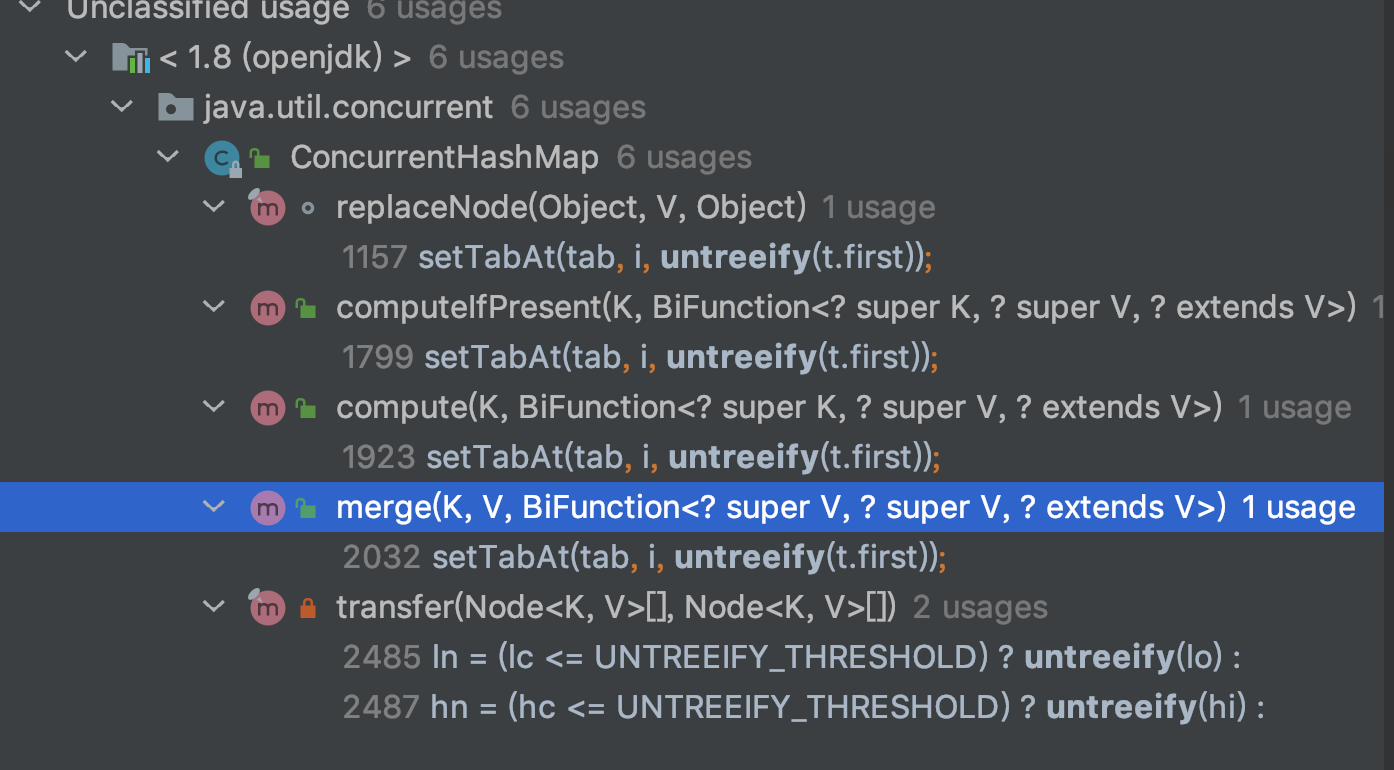 Unclassified usage 6 usages
< 1.8 (openjdk) > 6 usages
java.util.concurrent 6 usages
ConcurrentHashMap 6 usages
replaceNode(Object, V, Object) 1 usage
1157 setTabAt(tab, i, untreeify(t.first));
computeIfPresent(K, BiFunction<? super K, ? super V, ? extends V>) 1
1799 setTabAt(tab, i, untreeify(t.first));
compute(K, BiFunction<? super K, ? super V, ? extends V>) 1 usage
1923 setTabAt(tab, i, untreeify(t.first));
merge(K, V, BiFunction<? super V, ? super V, ? extends V>) 1 usage
2032 setTabAt(tab, i, untreeify(t.first));
transfer(Node<K, V>[], Node<K, V>[]) 2 usages
2485 ln = (lc <= UNTREEIFY_THRESHOLD) ? untreeify(lo) :
2487 hn = (hc <= UNTREEIFY_THRESHOLD) ? untreeify(hi) :